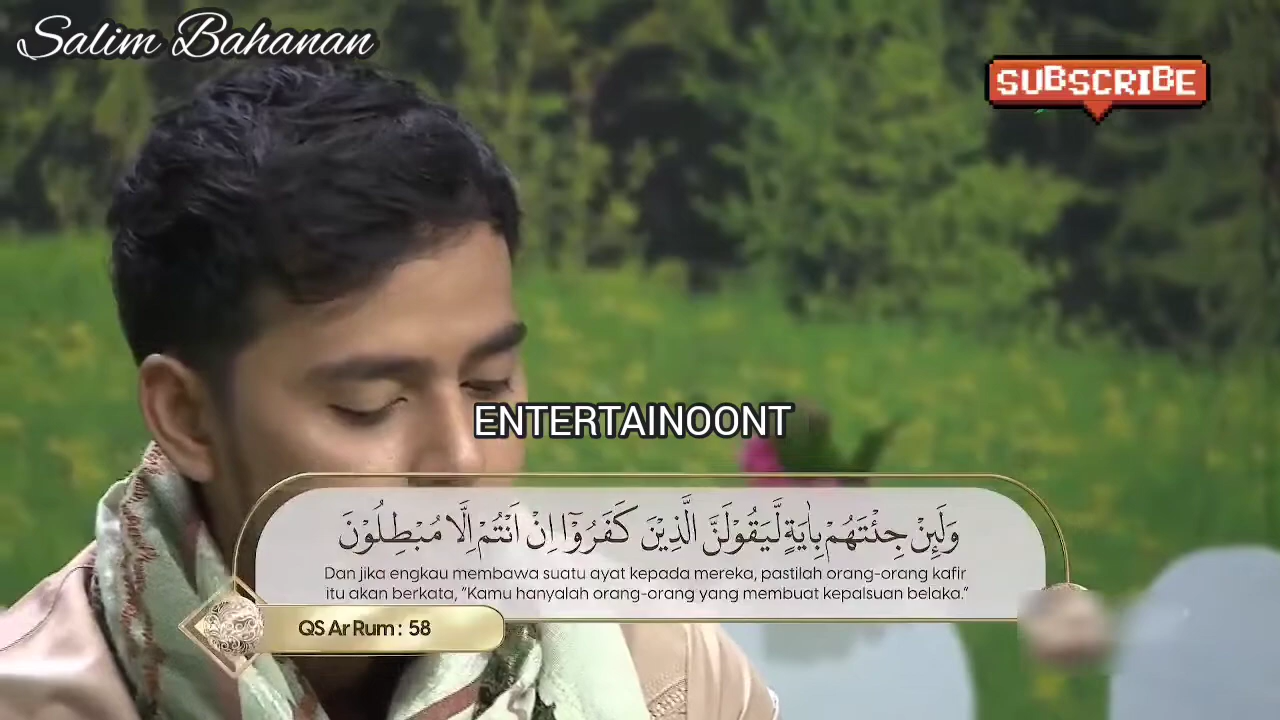 Salim Bahanan
SUBSCRIBE
ENTERTAINOONT
وَلَىِٕنْ جِئْتَهُمْ بِاٰيَةٍ لَّيَقُوْلَنَّ الَّذِيْنَ كَفَرُوْٓا اِنْ اَنْتُمْ اِلَّا مُبْطِلُوْنَ
Dan jika engkau membawa suatu ayat kepada mereka, pastilah orang-orang kafir
itu akan berkata, "Kamu hanyalah orang-orang yang membuat kepalsuan belaka."
QS Ar Rum : 58